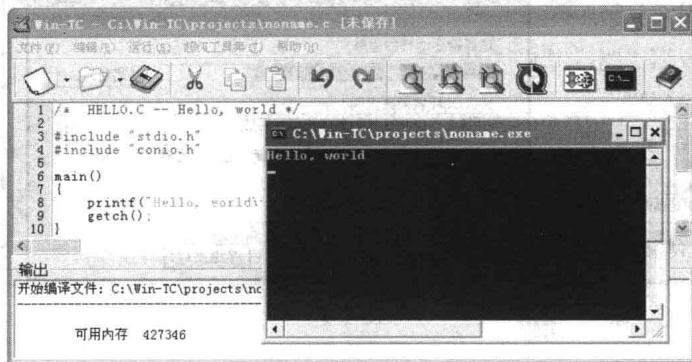 Win-TC - C:\Win-TC\projects\noname.c [未保存]
文件(F) 编辑(E) 运行(R) 超级工具集(T) 帮助(H)
1 /* HELLO.C -- Hello, world */
2
3 #include "stdio.h"
4 #include "conio.h"
5
6 main()
7 {
8 printf("Hello, world\
9 getch();
10 }
C:\Win-TC\projects\noname.exe
Hello, world
输出
开始编译文件: C:\Win-TC\projects\no
可用内存 427346